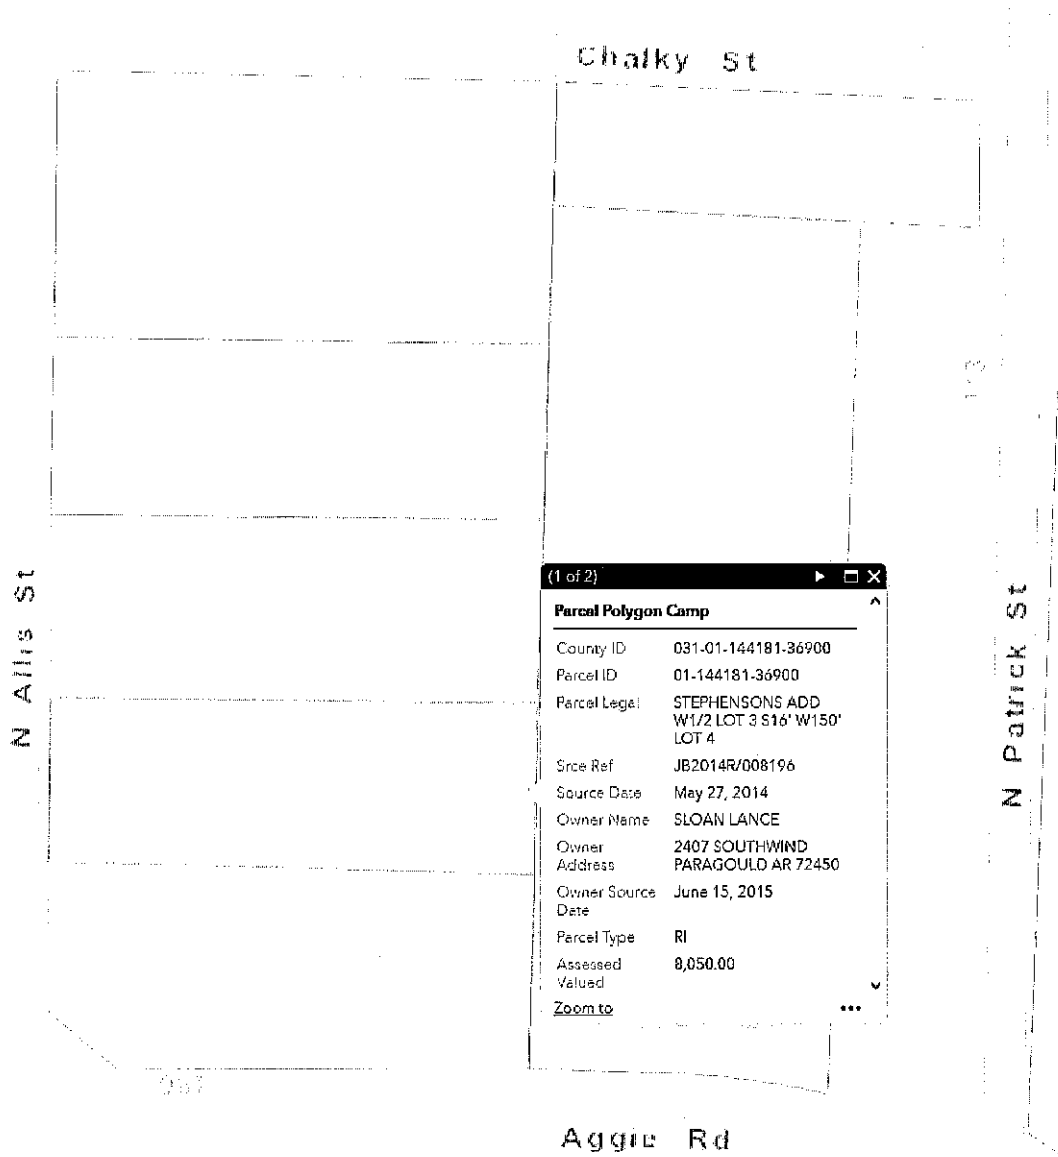 Chalky St
N Allis St
N Patrick St
(1 of 2)
Parcel Polygon Camp
County ID 031-01-144181-36900
Parcel ID 01-144181-36900
Parcel Legal STEPHENSONS ADD
W1/2 LOT 3 S16' W150'
LOT 4
Srce Ref JB2014R/008196
Source Date May 27, 2014
Owner Name SLOAN LANCE
Owner 2407 SOUTHWIND
Address PARAGOULD AR 72450
Owner Source June 15, 2015
Date
Parcel Type RI
Assessed 8,050.00
Valued
Zoom to
Aggie Rd